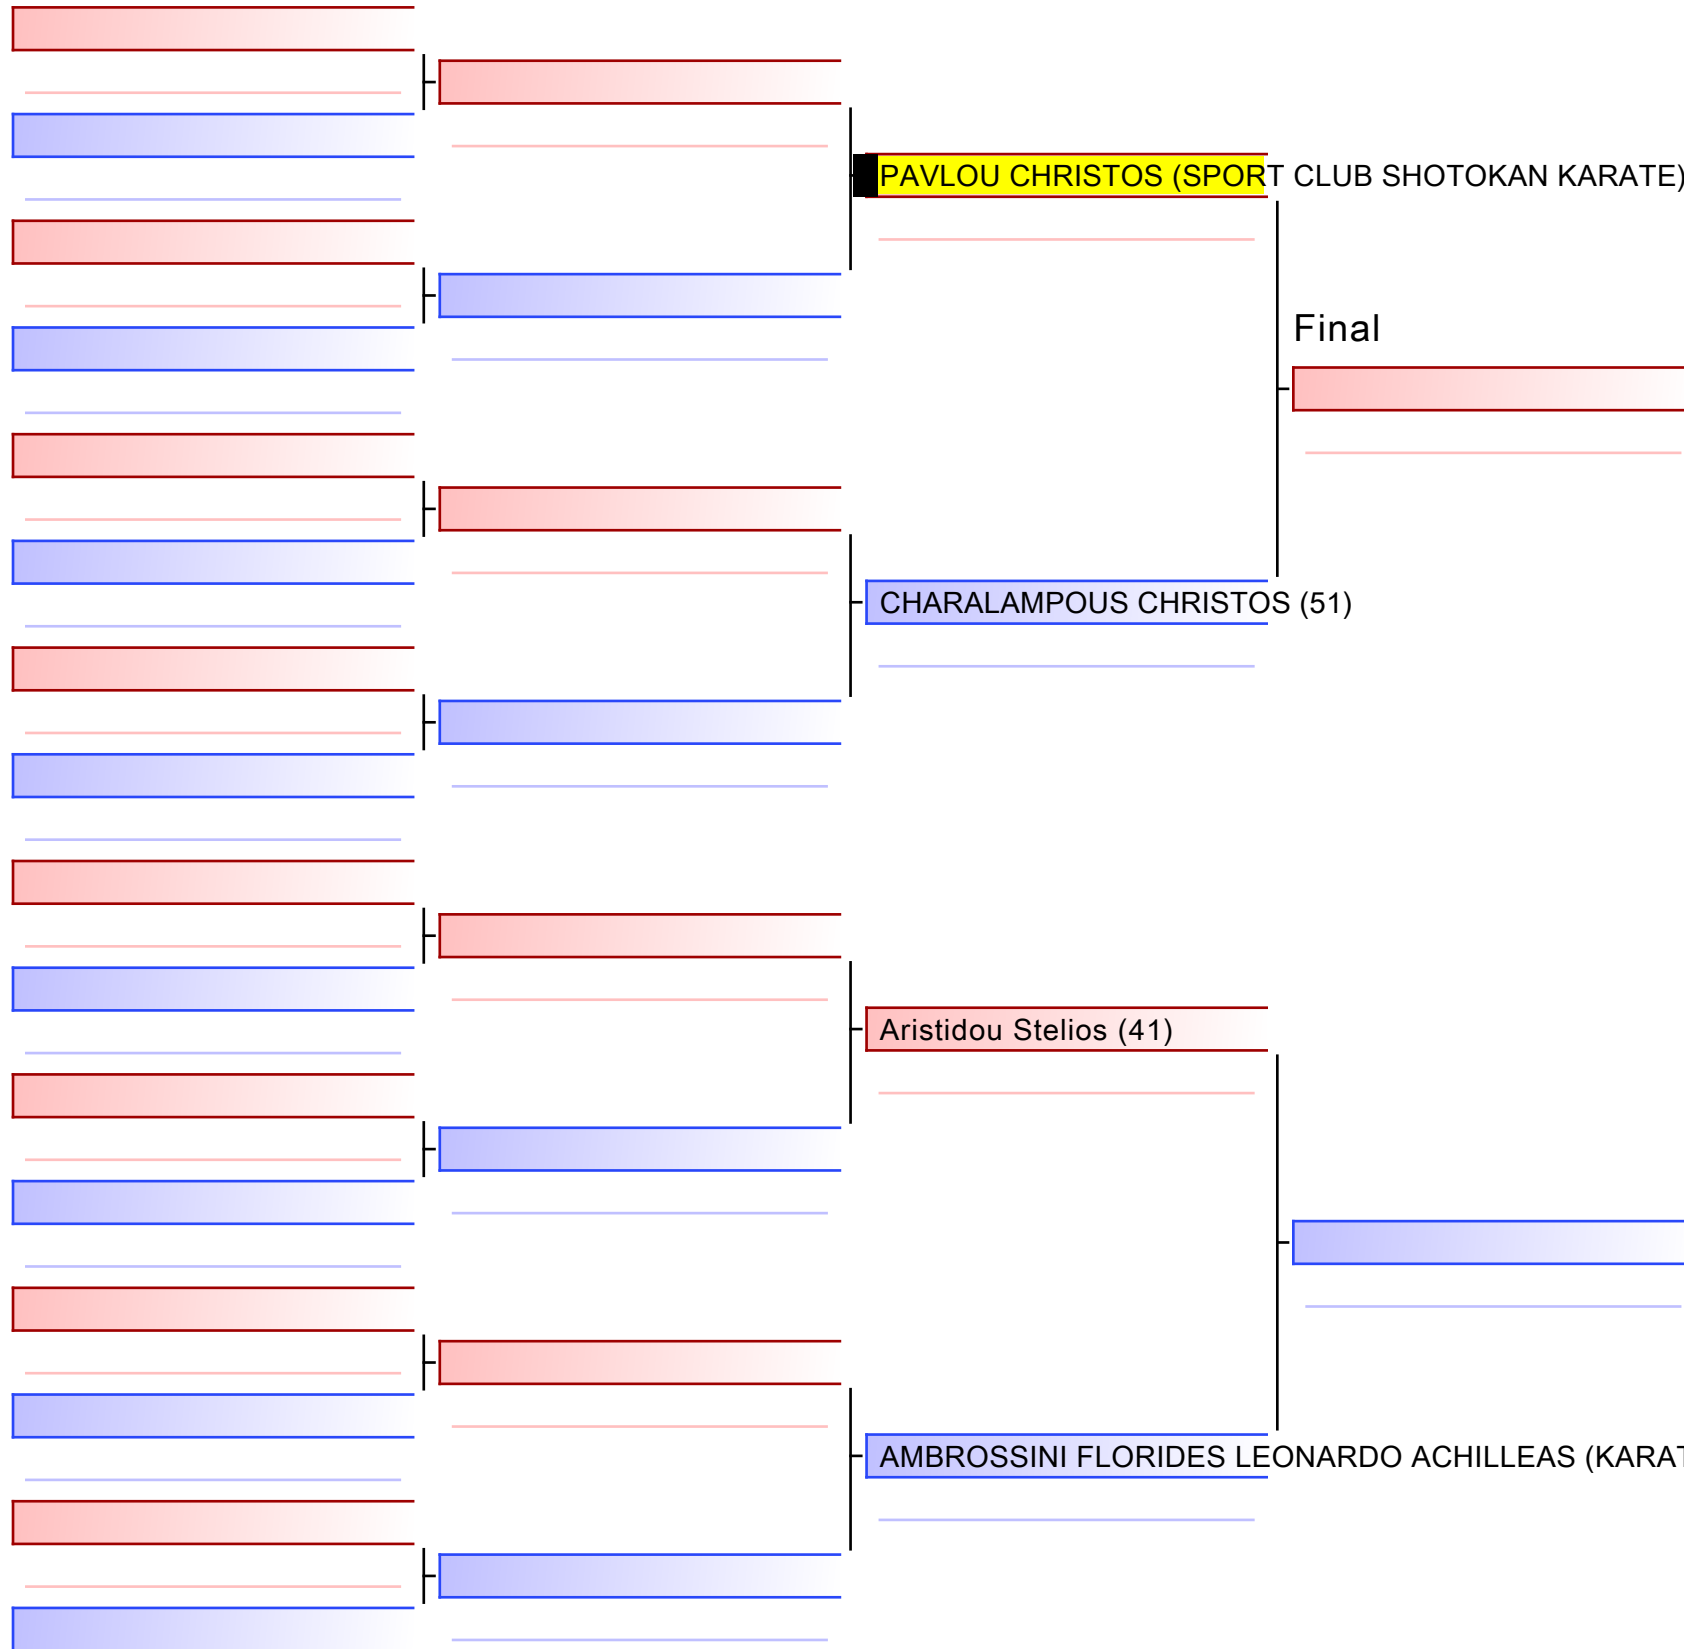 PAVLOU CHRISTOS (SPORT CLUB SHOTOKAN KARATE)
Final
CHARALAMPOUS CHRISTOS (51)
Aristidou Stelios (41)
AMBROSSINI FLORIDES LEONARDO ACHILLEAS (KARAT